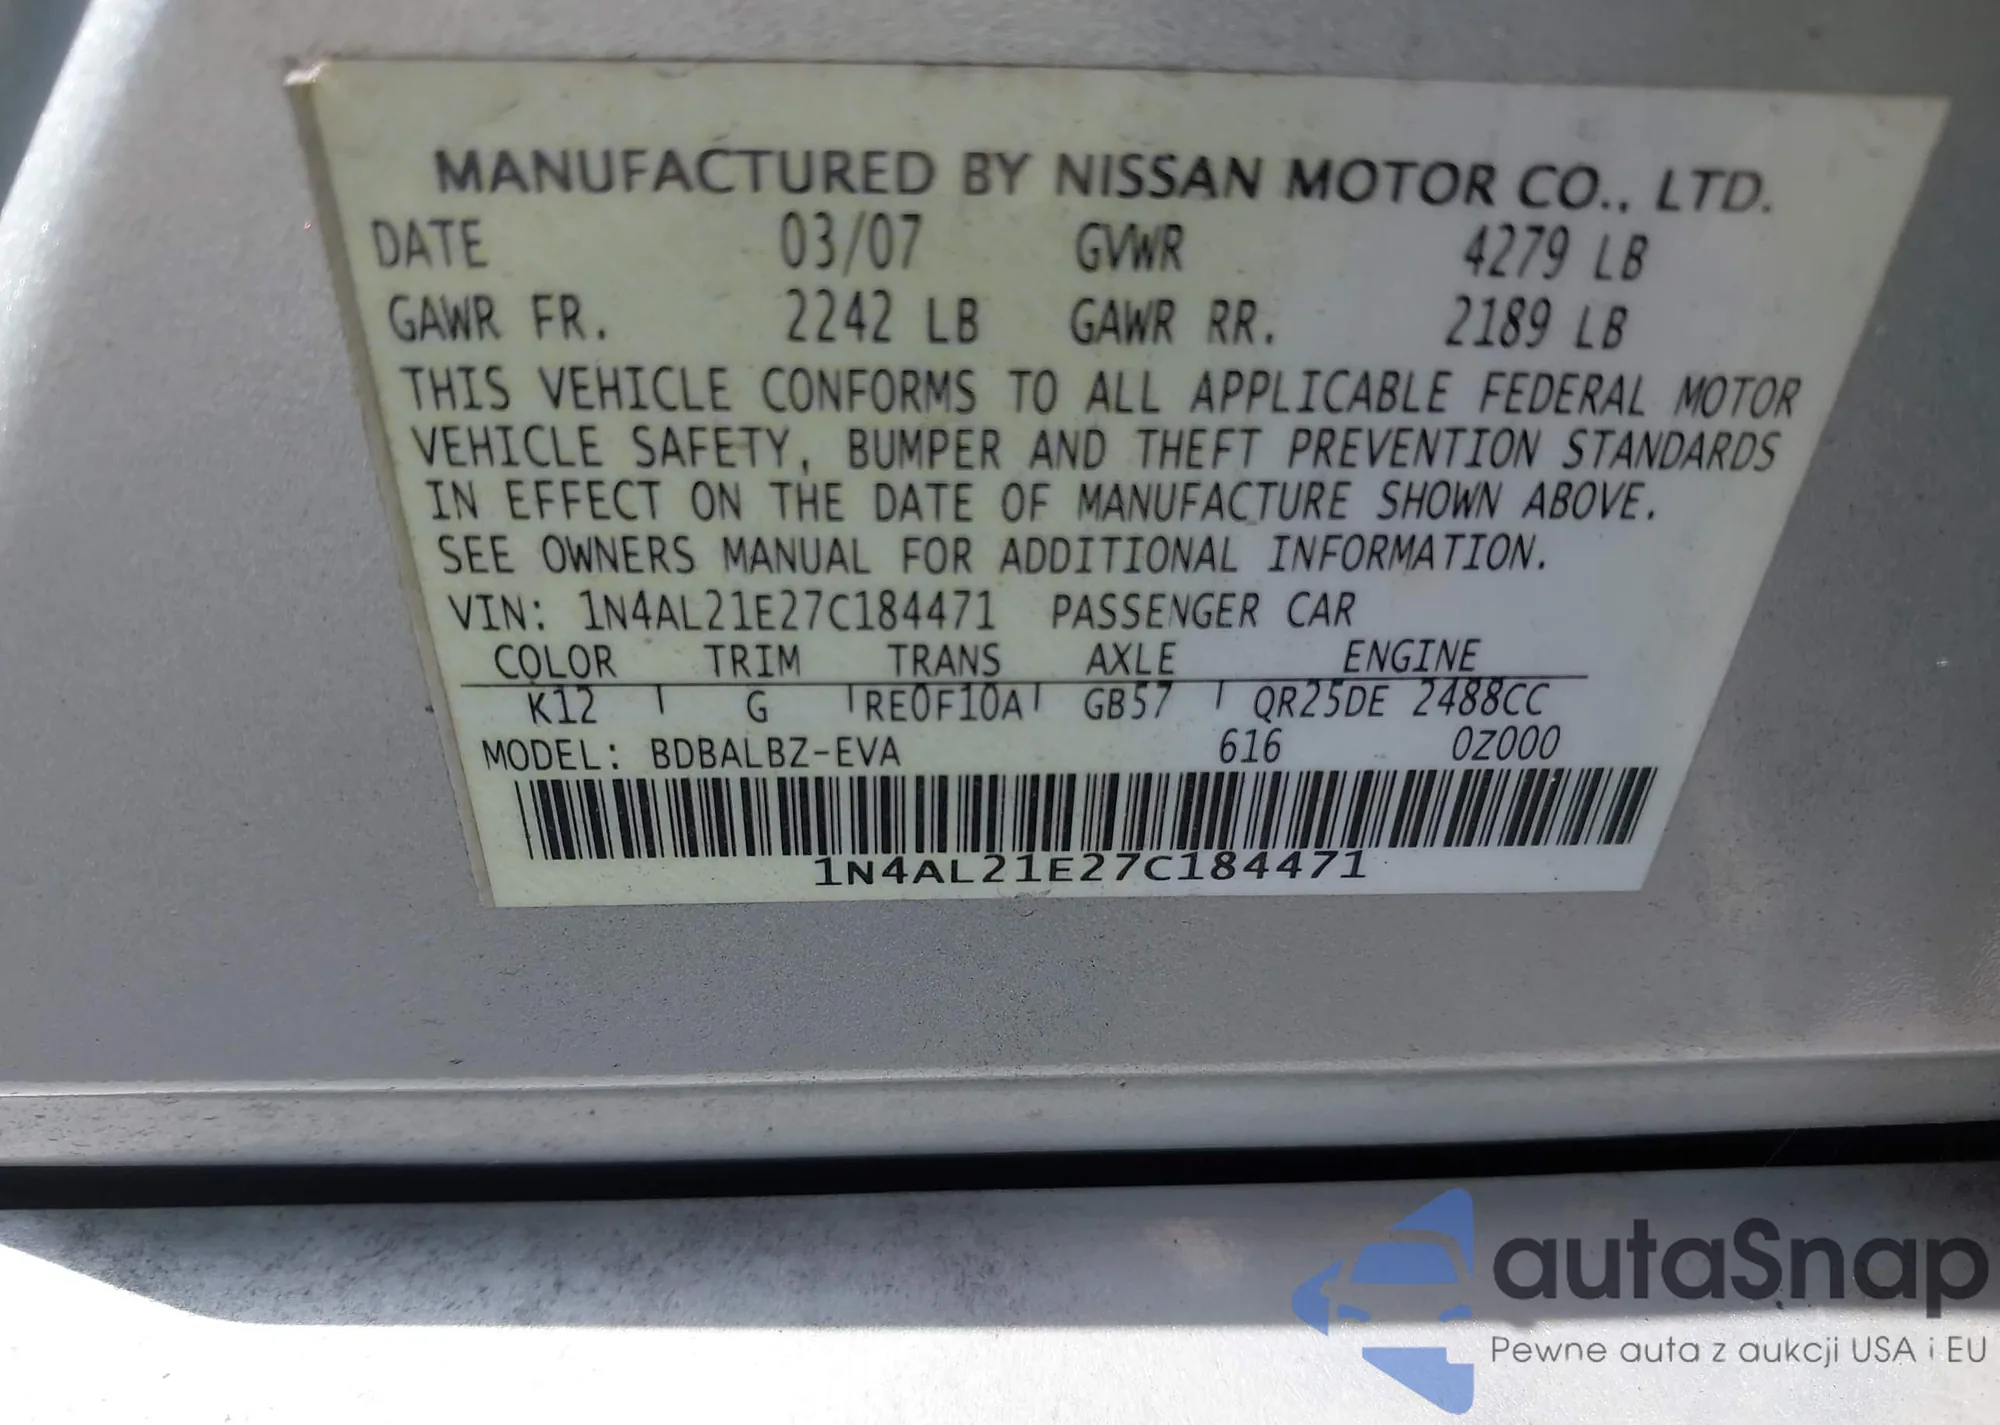 MANUFACTURED BY NISSAN MOTOR CO., LTD.
DATE 03/07 GVWR 4279 LB
GAWR FR. 2242 LB GAWR RR. 2189 LB
THIS VEHICLE CONFORMS TO ALL APPLICABLE FEDERAL MOTOR
VEHICLE SAFETY, BUMPER AND THEFT PREVENTION STANDARDS
IN EFFECT ON THE DATE OF MANUFACTURE SHOWN ABOVE.
SEE OWNERS MANUAL FOR ADDITIONAL INFORMATION.
VIN: 1N4AL21E27C184471 PASSENGER CAR
COLOR TRIM TRANS AXLE ENGINE
K12 G RE0F10A GB57 QR25DE 2488CC
MODEL: BDBALBZ-EVA 616 0Z000
1N4AL21E27C184471
autaSnap
Pewne auta z aukcji USA i EU